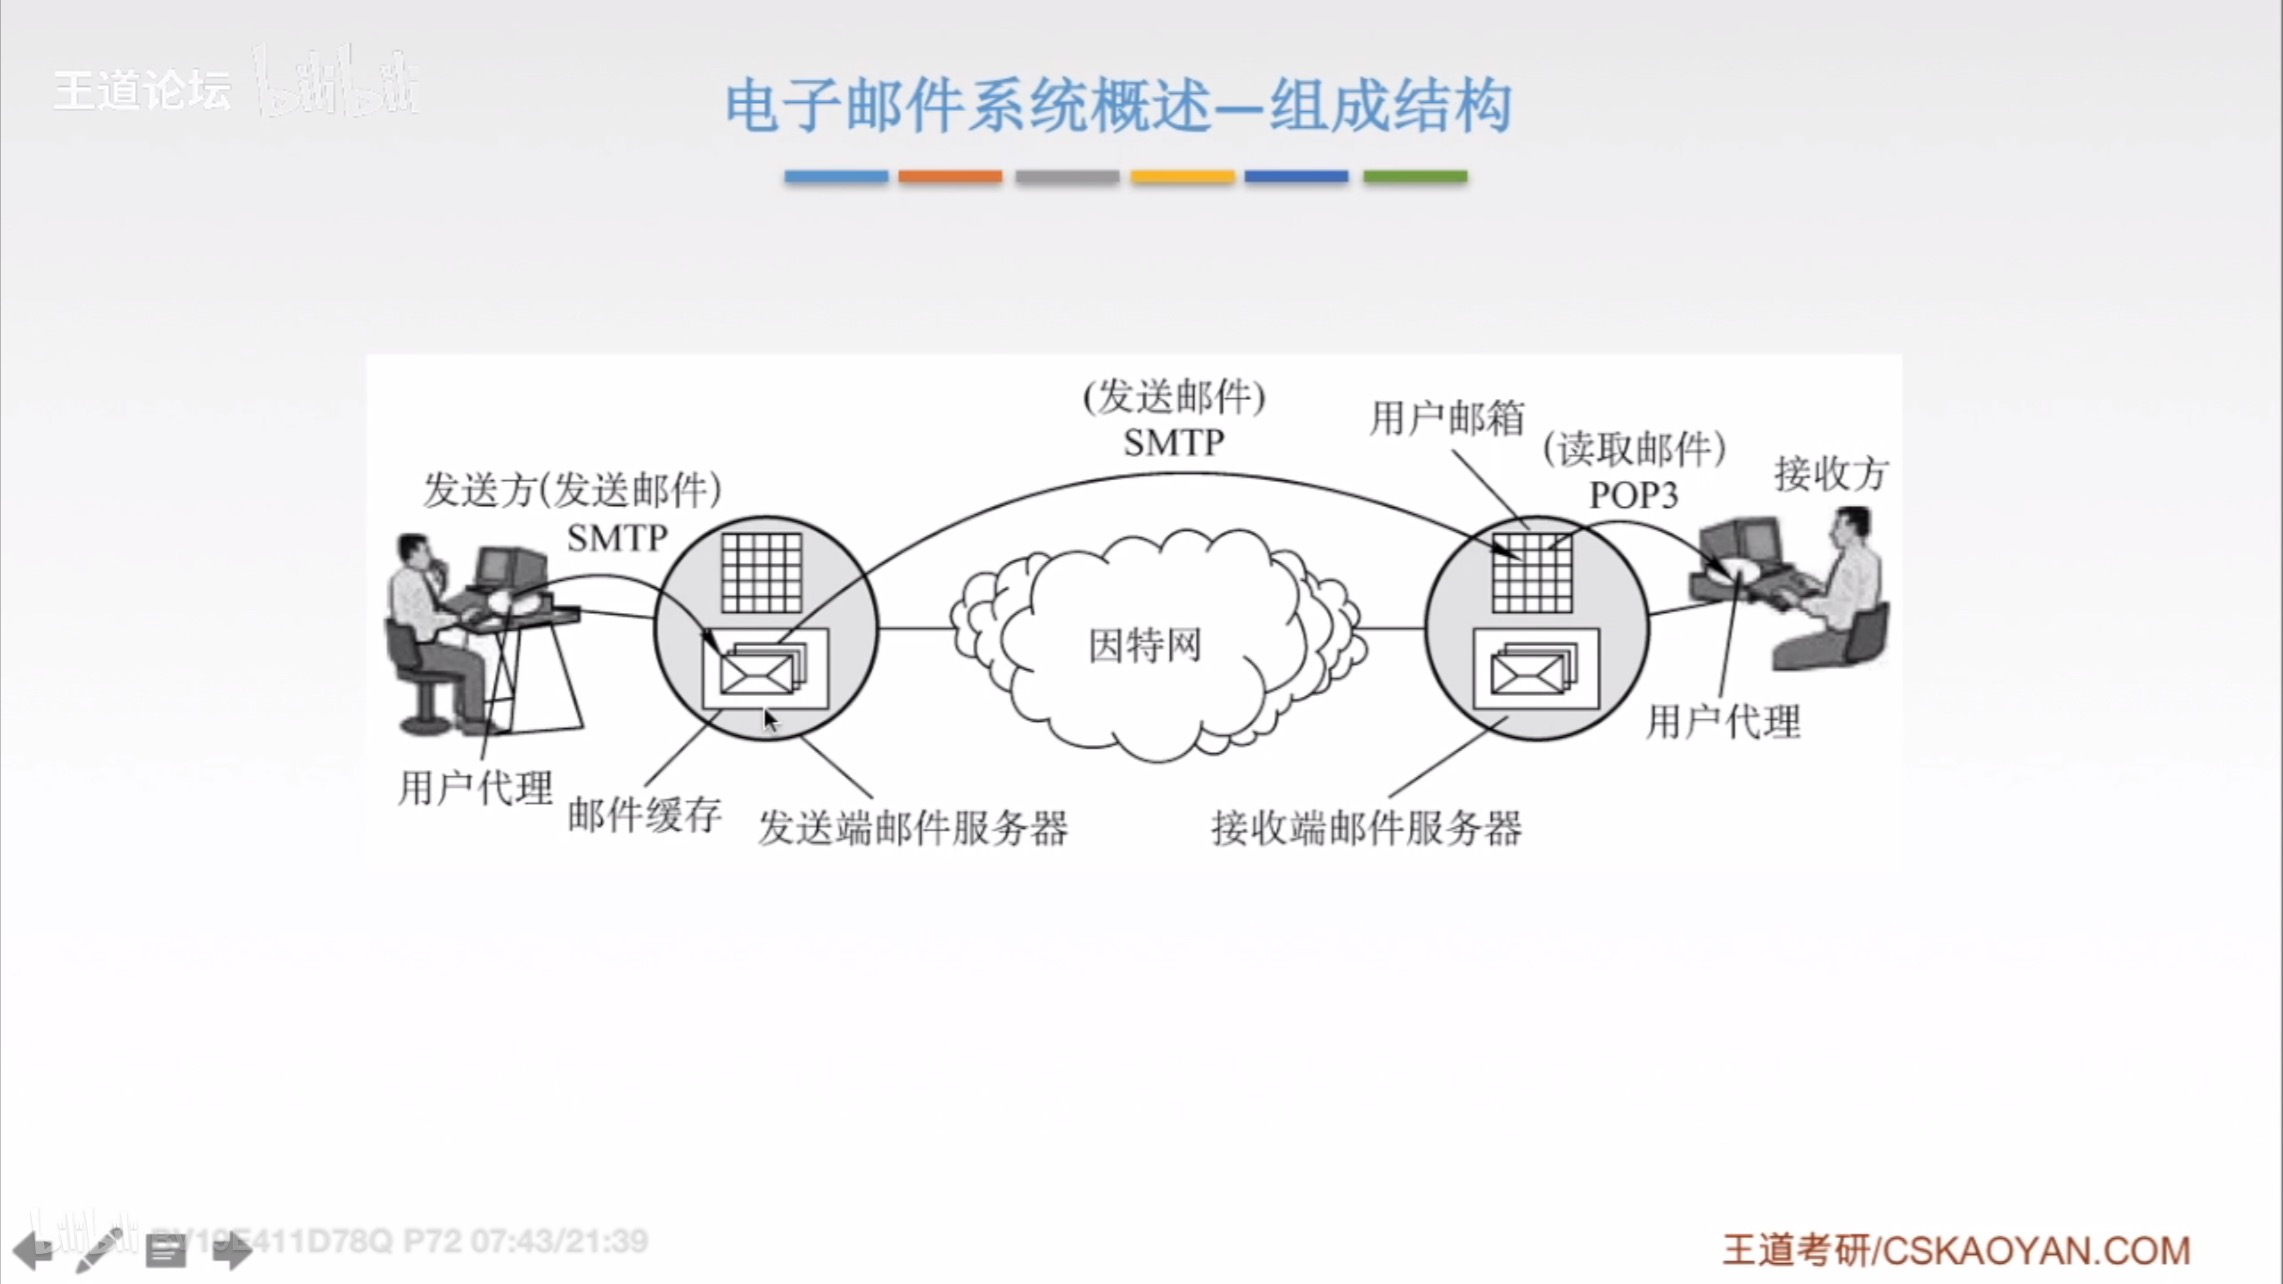 王道论坛 bilibili
电子邮件系统概述—组成结构
(发送邮件)
SMTP
用户邮箱
(读取邮件)
POP3
接收方
发送方(发送邮件)
SMTP
因特网
用户代理
用户代理
邮件缓存
发送端邮件服务器
接收端邮件服务器
bilibili BV19E411D78Q P72 07:43/21:39
王道考研/CSKAOYAN.COM